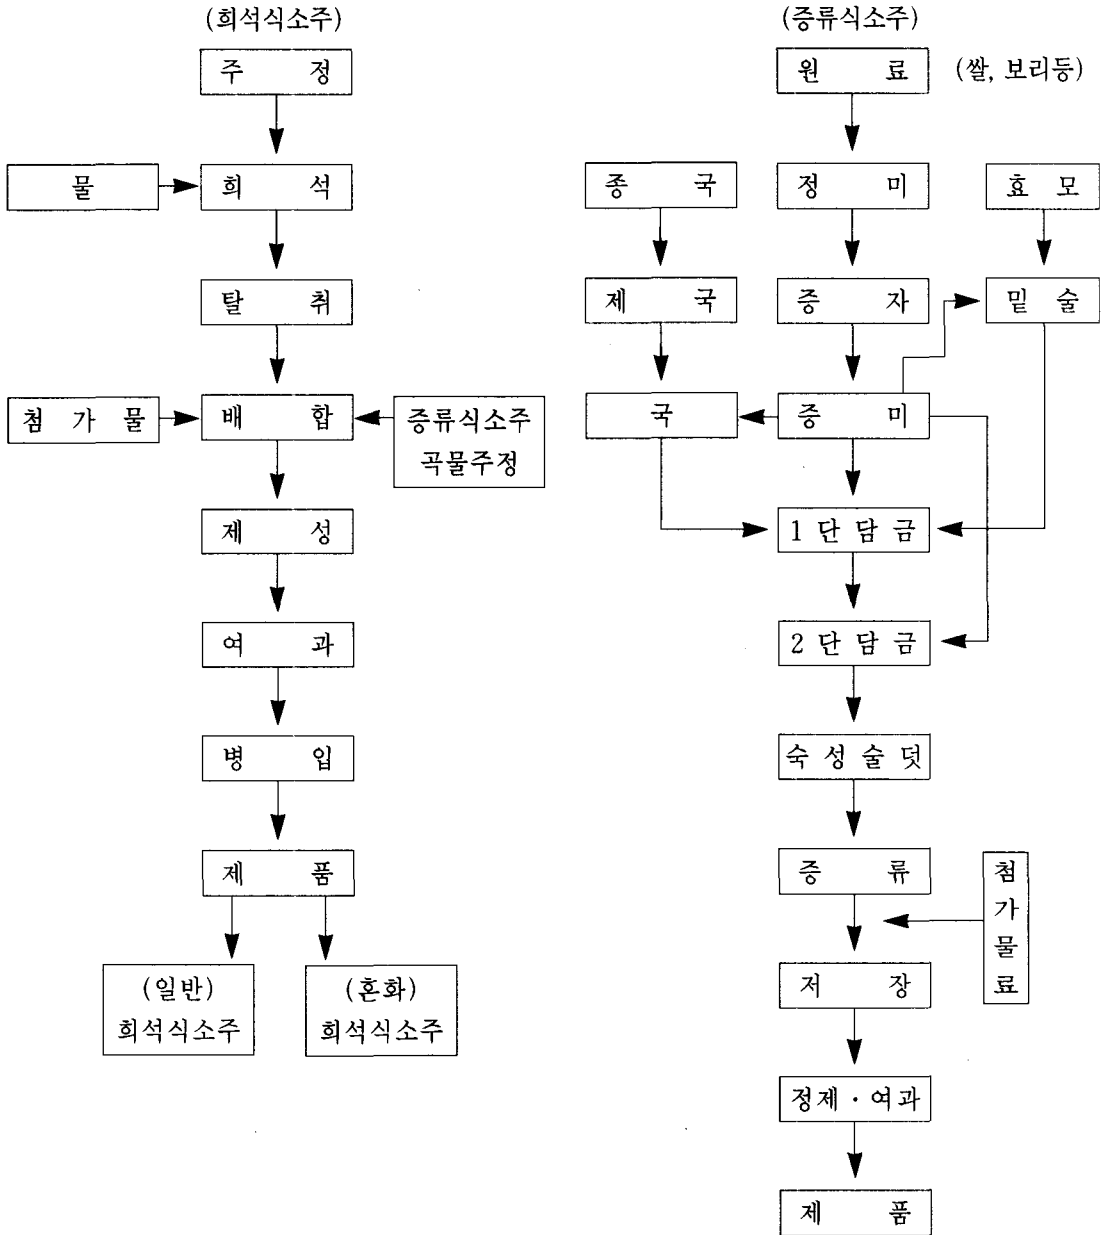 (희석식소주)
주 정
물
희 석
탈 취
첨 가 물
배 합
증류식소주
곡물주정
제 성
여 과
병 입
제 품
(일반)
희석식소주
(혼화)
희석식소주
(증류식소주)
원 료
(쌀, 보리등)
종 국
정 미
효 모
제 국
증 자
밑 술
국
증 미
1 단 담 금
2 단 담 금
숙 성 술 덧
증 류
첨
가
물
료
저 장
정제 · 여과
제 품